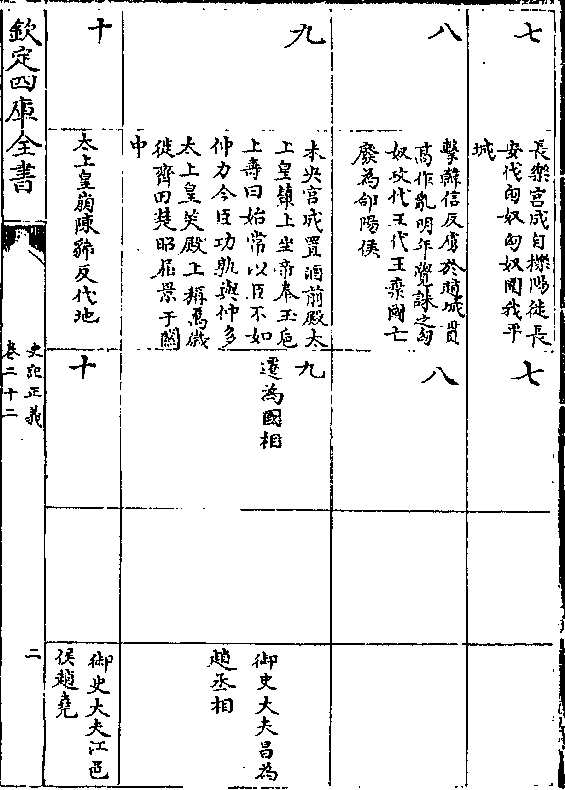 七
長樂宮成自櫟陽徙長
安伐匈奴匈奴圍我平
城
七
八
擊韓信反虜於趙城貫
高作亂明年覺誅之匈
奴攻代王代王棄國亡
廢為郃陽侯
八
九
未央宮成置酒前殿太
上皇輦上坐帝奉玉卮
上壽曰始常以臣不如
仲力今臣功孰與仲多
太上皇笑殿上稱萬歲
徙齊田楚昭屈景于關
中
九
遷為國相
御史大夫昌為
趙丞相
十
太上皇崩陳豨反代地
十
御史大夫江邑
侯趙堯
欽定四庫全書
史記正義
卷二十二
二